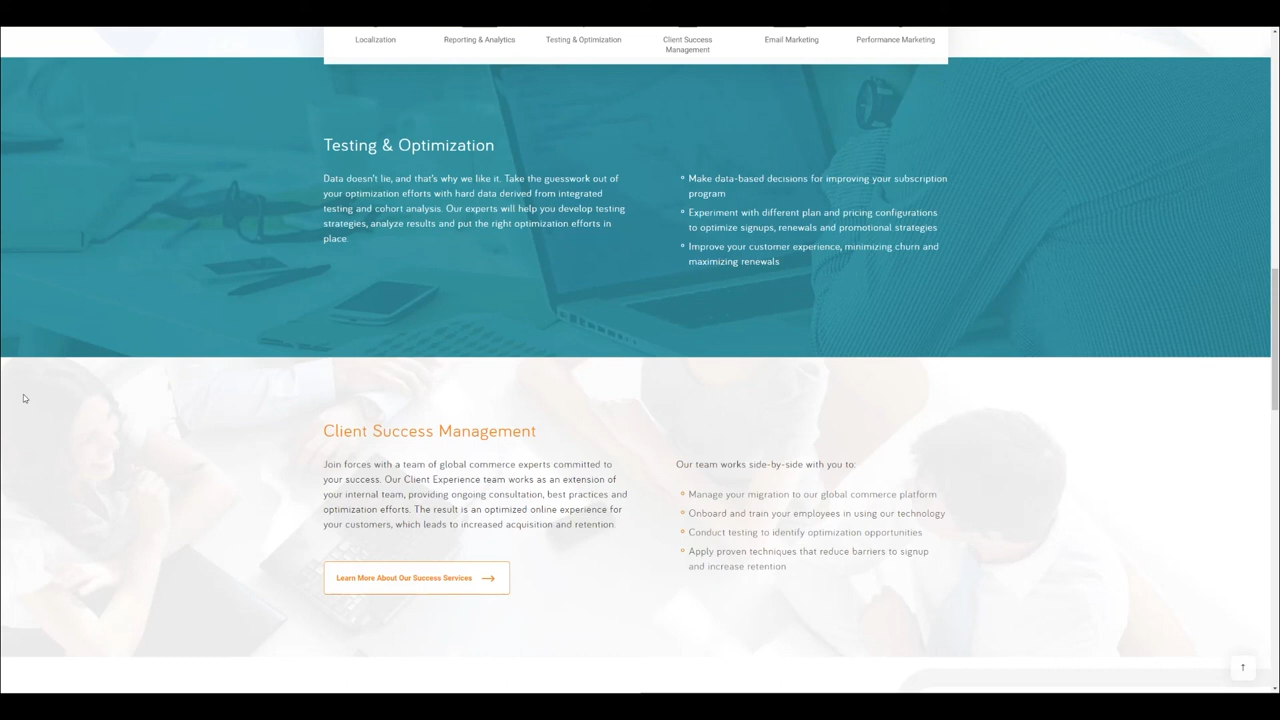 Localization
Reporting & Analytics
Testing & Optimization
Client Success
Management
Email Marketing
Performance Marketing
Testing & Optimization
Data doesn't lie, and that's why we like it. Take the guesswork out of
your optimization efforts with hard data derived from integrated
testing and cohort analysis. Our experts will help you develop testing
strategies, analyze results and put the right optimization efforts in
place.
Make data-based decisions for improving your subscription
program
Experiment with different plan and pricing configurations
to optimize signups, renewals and promotional strategies
Improve your customer experience, minimizing churn and
maximizing renewals
Client Success Management
Join forces with a team of global commerce experts committed to
your success. Our Client Experience team works as an extension of
your internal team, providing ongoing consultation, best practices and
optimization efforts. The result is an optimized online experience for
your customers, which leads to increased acquisition and retention.
Learn More About Our Success Services
Our team works side-by-side with you to:
Manage your migration to our global commerce platform
Onboard and train your employees in using our technology
Conduct testing to identify optimization opportunities
Apply proven techniques that reduce barriers to signup
and increase retention